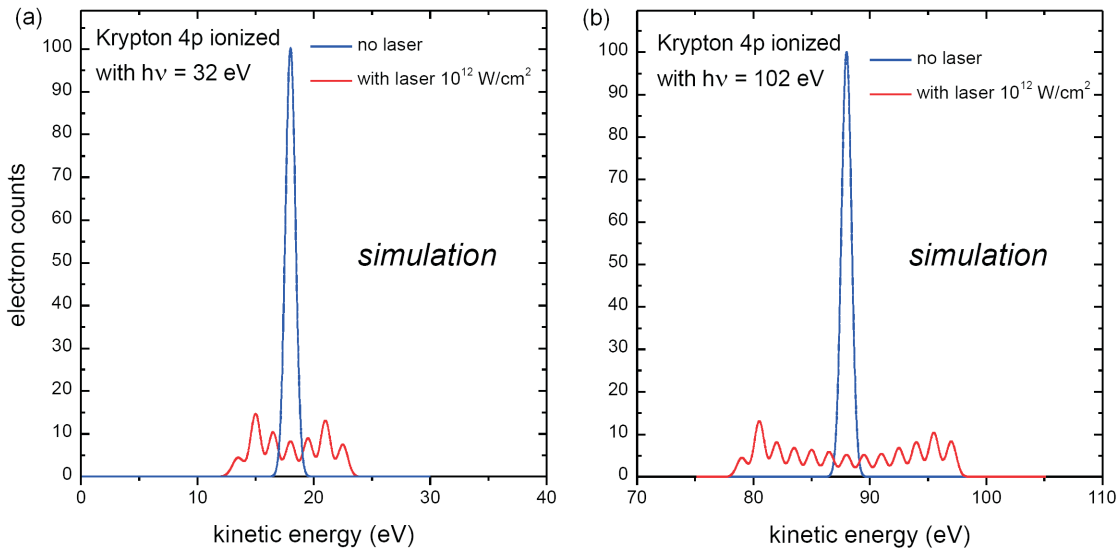 (a)
Krypton 4p ionized
with hν = 32 eV
no laser
with laser 10¹² W/cm²
simulation
electron counts
100
90
80
70
60
50
40
30
20
10
0
0 10 20 30 40
kinetic energy (eV)
(b)
Krypton 4p ionized
with hν = 102 eV
no laser
with laser 10¹² W/cm²
simulation
100
90
80
70
60
50
40
30
20
10
0
70 80 90 100 110
kinetic energy (eV)